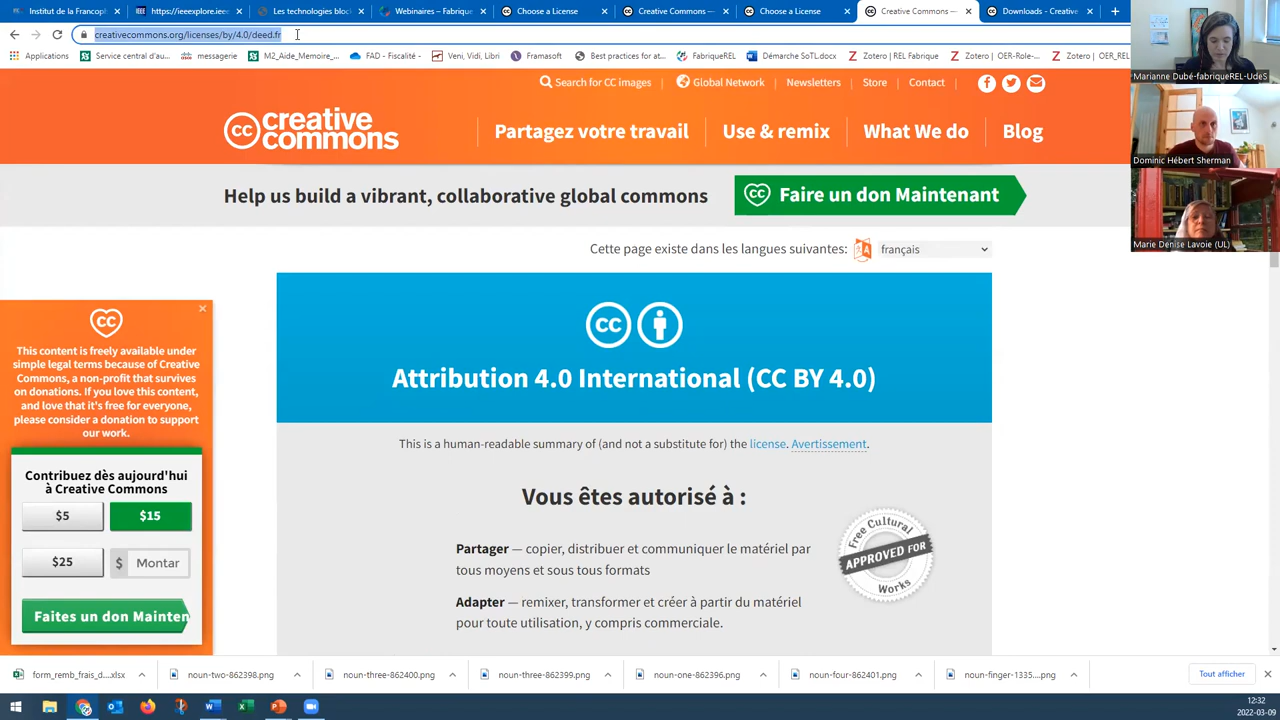 Institut de la Francoph
https://ieeexplore.ieee
Les technologies bloc
Webinaires – Fabrique
Choose a License
Creative Commons —
Choose a License
Creative Commons —
Downloads - Creative
creativecommons.org/licenses/by/4.0/deed.fr
Applications
Service central d'au...
messagerie
M2_Aide_Memoire_...
FAD – Fiscalité -
Veni, Vidi, Libri
Framasoft
Best practices for at...
FabriqueREL
Démarche SoTL.docx
Zotero | REL Fabrique
Zotero | OER-Role-...
Zotero | OER_REL
Search for CC images
Global Network
Newsletters
Store
Contact
cc creative commons
Partagez votre travail
Use & remix
What We do
Blog
Help us build a vibrant, collaborative global commons
Faire un don Maintenant
Cette page existe dans les langues suivantes:
français
Attribution 4.0 International (CC BY 4.0)
This is a human-readable summary of (and not a substitute for) the license. Avertissement.
Vous êtes autorisé à :
Partager — copier, distribuer et communiquer le matériel par
tous moyens et sous tous formats
Adapter — remixer, transformer et créer à partir du matériel
pour toute utilisation, y compris commerciale.
Free Cultural
APPROVED FOR
Works
This content is freely available under
simple legal terms because of Creative
Commons, a non-profit that survives
on donations. If you love this content,
and love that it's free for everyone,
please consider a donation to support
our work.
Contribuez dès aujourd'hui
à Creative Commons
$5
$15
$25
$ Montar
Faites un don Mainten
Marianne Dubé-fabriqueREL-UdeS
Dominic Hébert Sherman
Marie Denise Lavoie (UL)
form_remb_frais_d....xlsx
noun-two-862398.png
noun-three-862400.png
noun-three-862399.png
noun-one-862396.png
noun-four-862401.png
noun-finger-1335....png
Tout afficher
12:32
2022-03-09